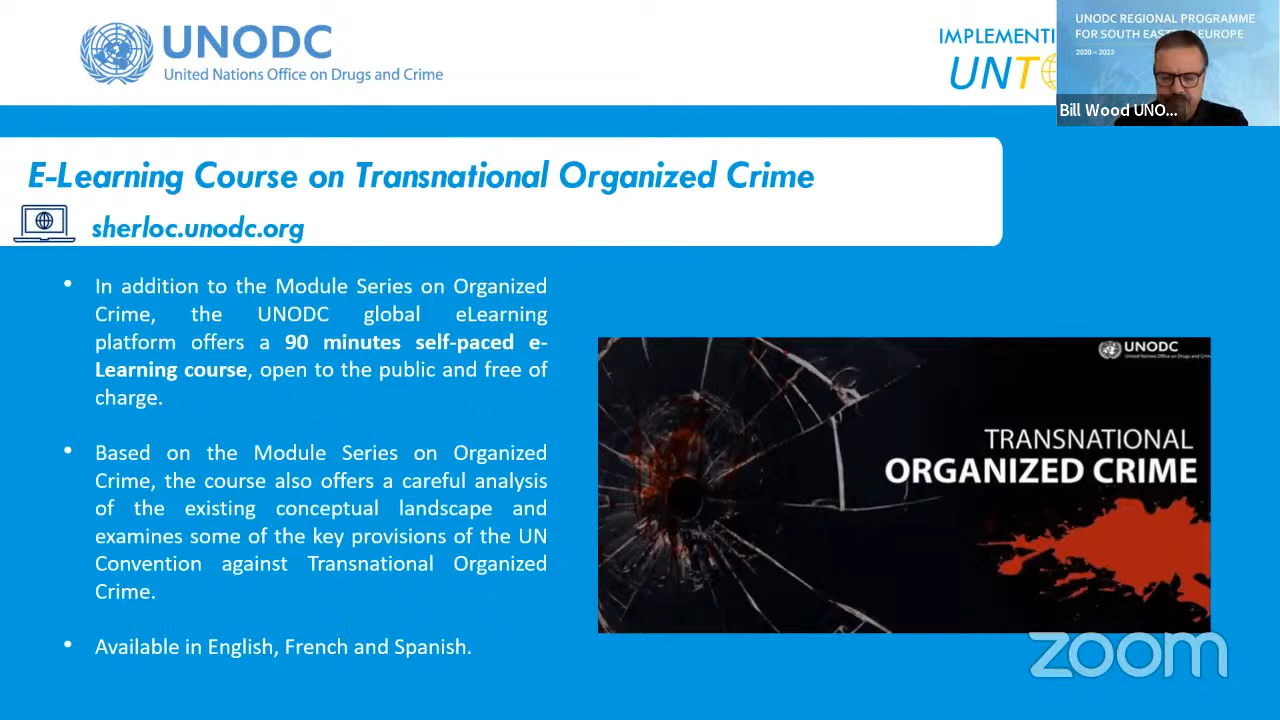 UNODC
United Nations Office on Drugs and Crime
IMPLEMENTI
UNT
UNODC REGIONAL PROGRAMME
FOR SOUTH EAS EUROPE
2020 – 2023
Bill Wood UNO...
E-Learning Course on Transnational Organized Crime
sherloc.unodc.org
• In addition to the Module Series on Organized
Crime, the UNODC global eLearning
platform offers a 90 minutes self-paced e-
Learning course, open to the public and free of
charge.
• Based on the Module Series on Organized
Crime, the course also offers a careful analysis
of the existing conceptual landscape and
examines some of the key provisions of the UN
Convention against Transnational Organized
Crime.
• Available in English, French and Spanish.
UNODC
United Nations Office on Drugs and Crim
TRANSNATIONAL
ORGANIZED CRIME
zoom